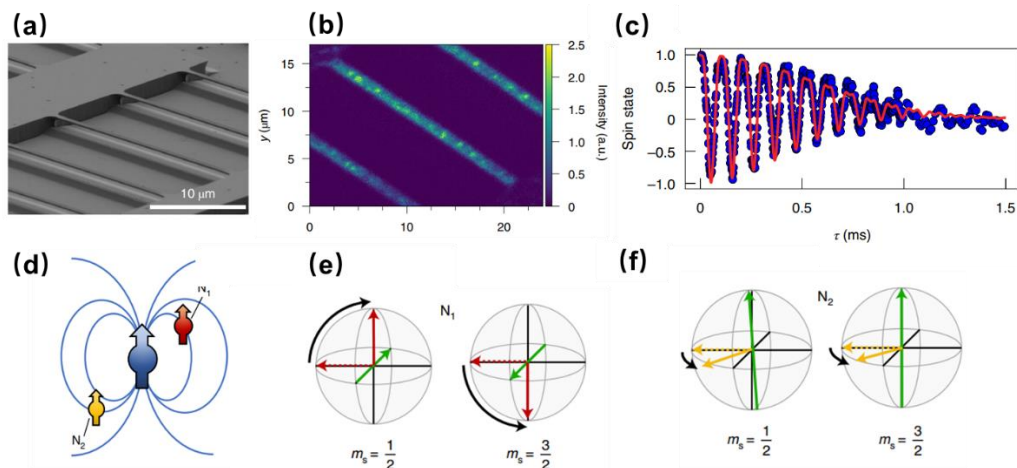 (a)
10 μm
(b)
15
10
5
0
y (μm)
0
10
20
2.5
2.0
1.5
1.0
0.5
0
Intensity (a.u.)
(c)
1.0
0.5
0
−0.5
−1.0
Spin state
0
0.5
1.0
1.5
τ (ms)
(d)
N1
N2
(e)
N1
ms = 1/2
ms = 3/2
(f)
N2
ms = 1/2
ms = 3/2